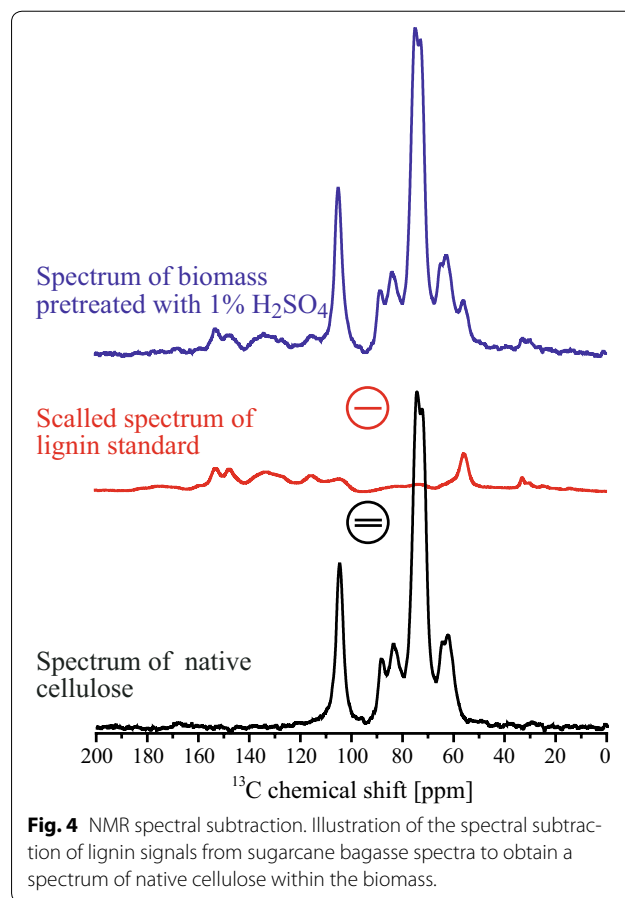 Spectrum of biomass
pretreated with 1% H₂SO₄
Scalled spectrum of
lignin standard
Spectrum of native
cellulose
200 180 160 140 120 100 80 60 40 20 0
¹³C chemical shift [ppm]
Fig. 4 NMR spectral subtraction. Illustration of the spectral subtrac-
tion of lignin signals from sugarcane bagasse spectra to obtain a
spectrum of native cellulose within the biomass.